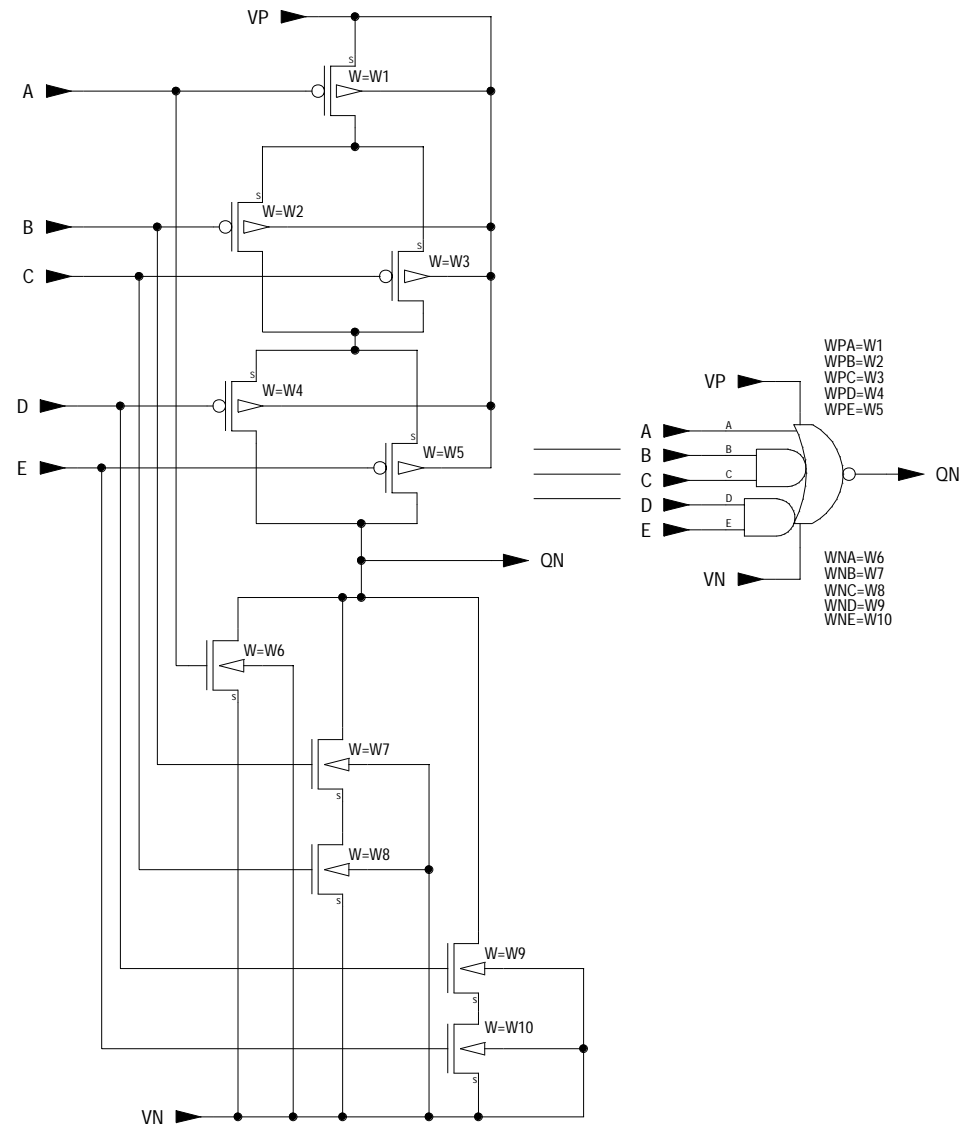 VP
S
W=W1
A
S
W=W2
B
S
W=W3
C
S
W=W4
D
S
W=W5
E
QN
W=W6
S
W=W7
S
W=W8
S
W=W9
S
W=W10
S
VN
WPA=W1
WPB=W2
WPC=W3
WPD=W4
WPE=W5
VP
A A
B B
C C
D D
E E
QN
VN
WNA=W6
WNB=W7
WNC=W8
WND=W9
WNE=W10